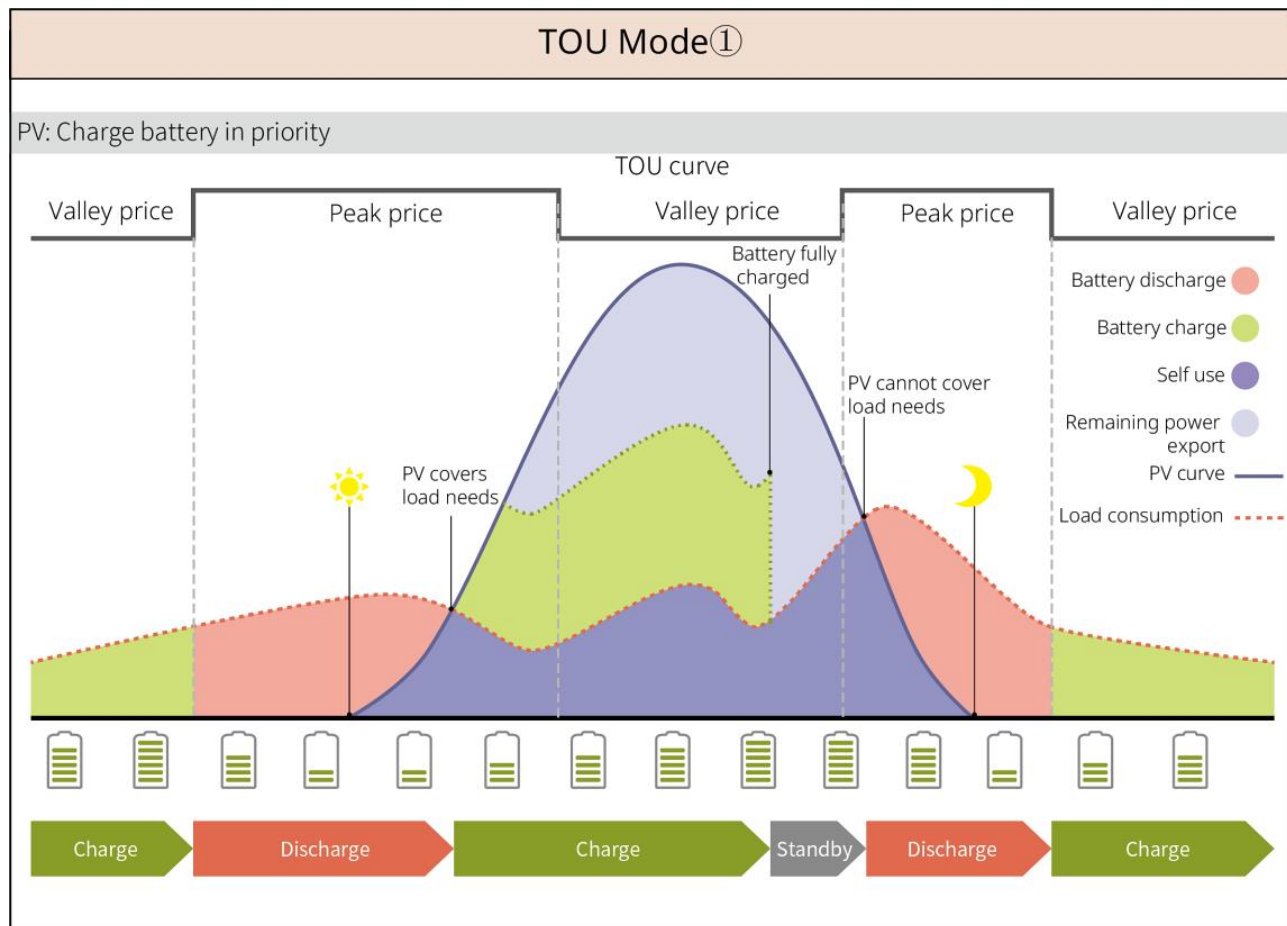 TOU Mode①
PV: Charge battery in priority
TOU curve
Valley price
Peak price
Valley price
Peak price
Valley price
Battery fully
charged
Battery discharge
Battery charge
Self use
Remaining power
export
PV curve
Load consumption
PV cannot cover
load needs
PV covers
load needs
Charge
Discharge
Charge
Standby
Discharge
Charge